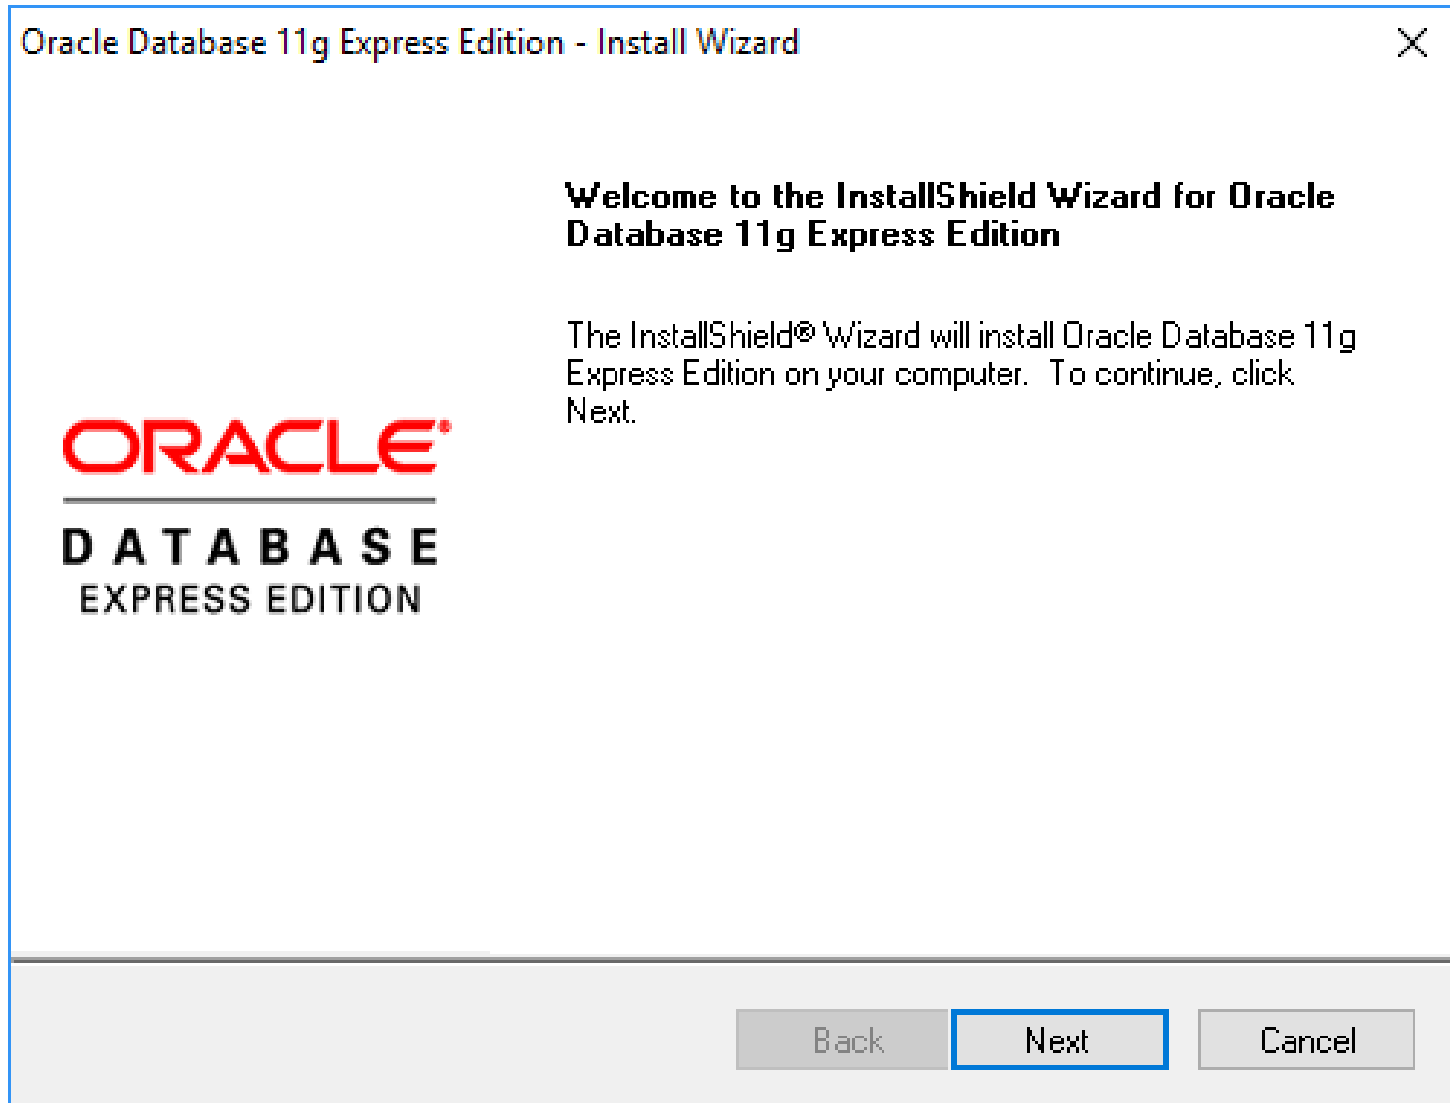 Oracle Database 11g Express Edition - Install Wizard
Welcome to the InstallShield Wizard for Oracle
Database 11g Express Edition
The InstallShield® Wizard will install Oracle Database 11g
Express Edition on your computer.  To continue, click
Next.
ORACLE®
DATABASE
EXPRESS EDITION
Back
Next
Cancel